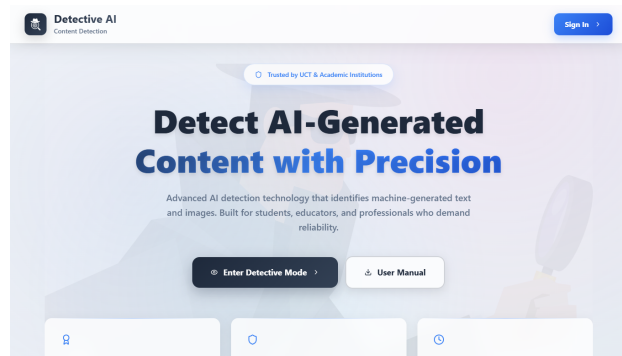 Detective AI
Content Detection
Sign In
Trusted by UCT & Academic Institutions
Detect AI-Generated
Content with Precision
Advanced AI detection technology that identifies machine-generated text
and images. Built for students, educators, and professionals who demand
reliability.
Enter Detective Mode
User Manual